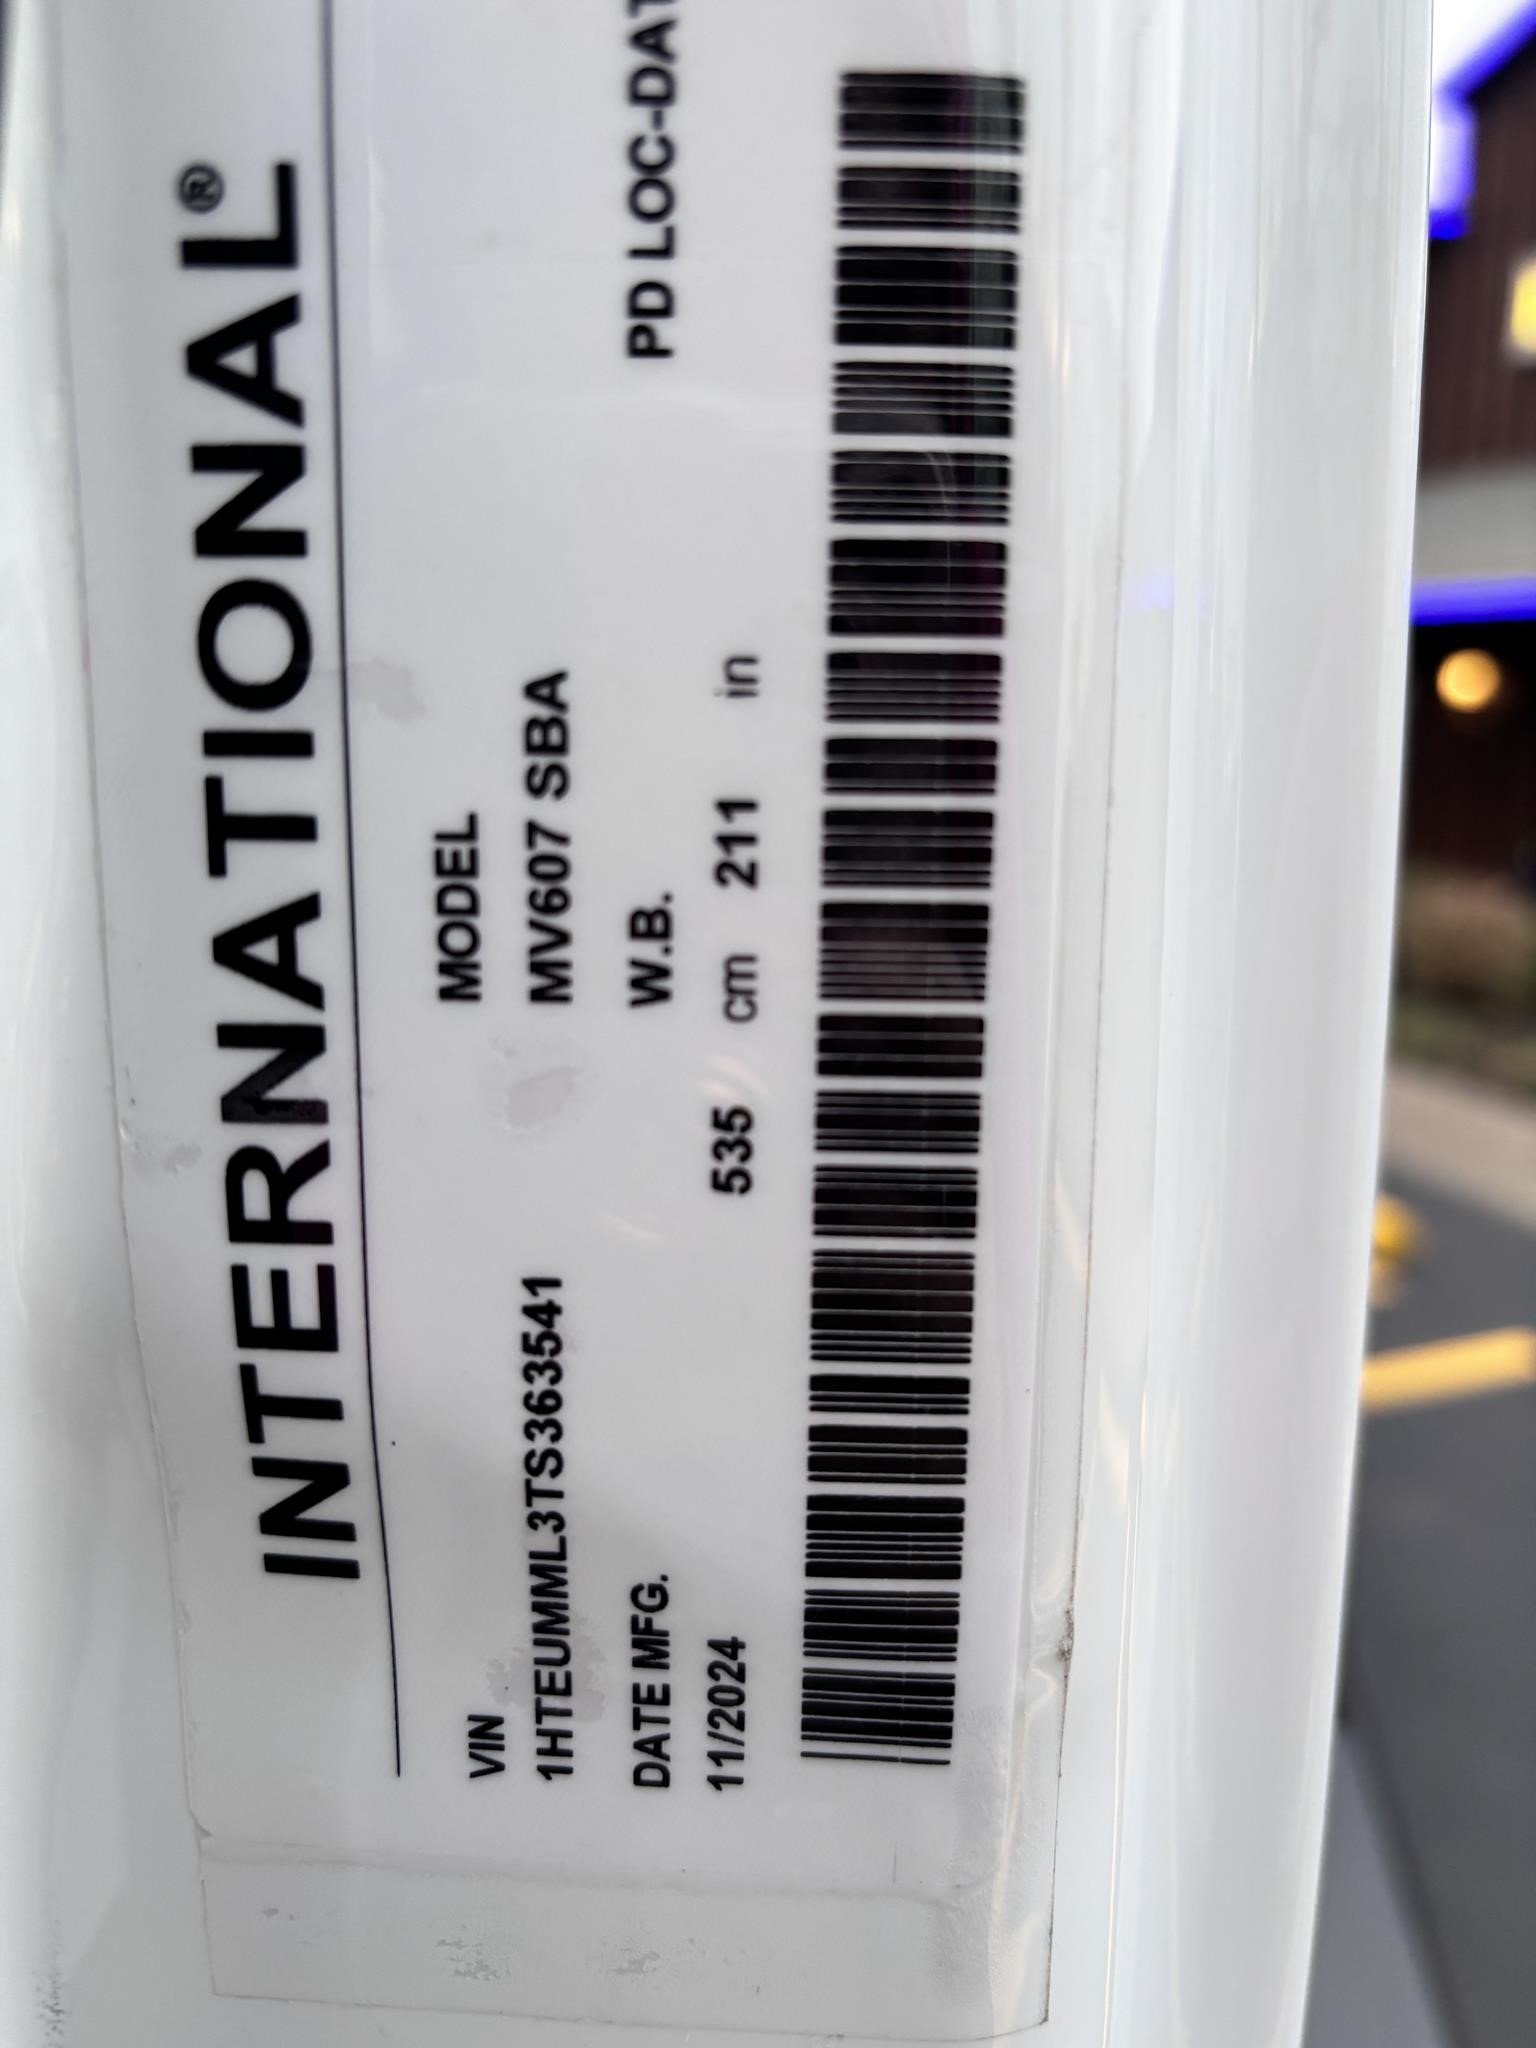 INTERNATIONAL®
VIN
1HTEUMML3TS363541
MODEL
MV607 SBA
DATE MFG.
11/2024
W.B.
535 cm 211 in
PD LOC-DAT